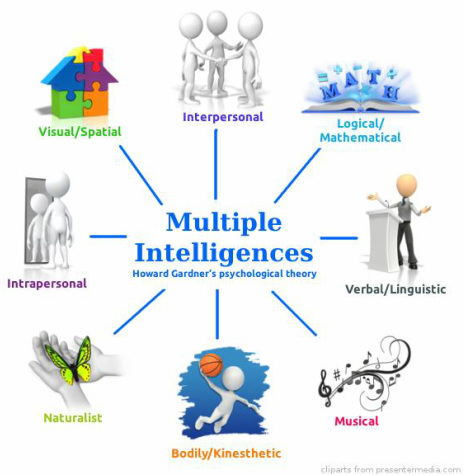 Interpersonal
Visual/Spatial
MATH
Logical/
Mathematical
Multiple
Intelligences
Howard Gardner's psychological theory
Intrapersonal
Verbal/Linguistic
Naturalist
Bodily/Kinesthetic
Musical
cliparts from presentermedia.com